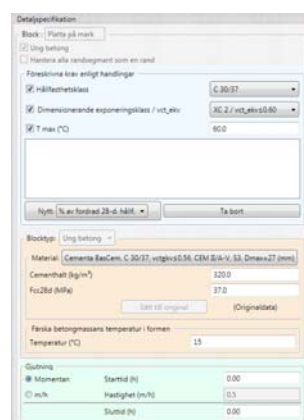 Detaljspecifikation
Block: Platta på mark
Ung betong
Hantera alla randsegment som en rand
Föreskrivna krav enligt handlingar
Hållfasthetsklass C 30/37
Dimensionerande exponeringsklass / vct_ekv XC 2 / vct_ekv≤0.60
T max (°C) 60.0
Nytt: % av fordrad 28-d. hållf. Ta bort
Blocktyp: Ung betong
Material: Cementa BasCem, C 30/37, vctekv≤0.56, CEM II/A-V, S3, Dmax=27 (mm)
Cementhalt (kg/m³) 320.0
Fcc28d (MPa) 37.0
Sätt till original (Originaldata)
Färska betongmassans temperatur i formen
Temperatur (°C) 15
Gjutning
Momentan Starttid (h) 0.00
m/h Hastighet (m/h) 0.5
Sluttid (h) 0.00